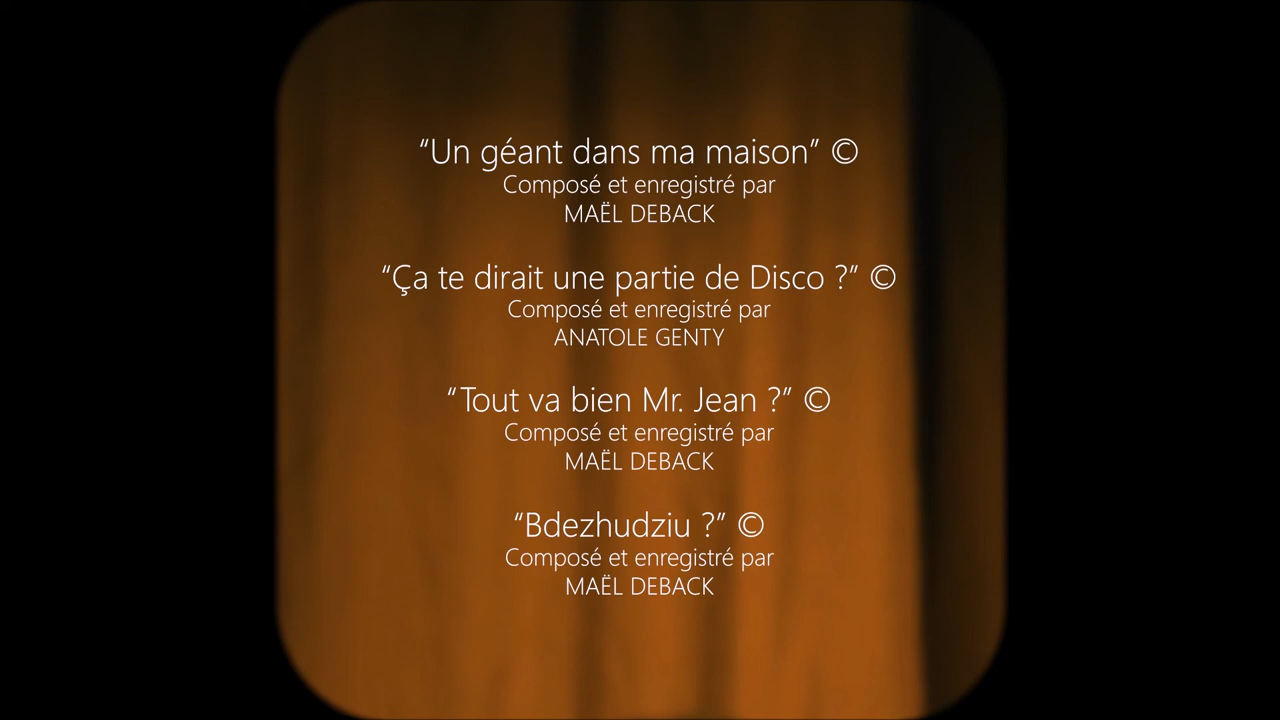 “Un géant dans ma maison” ©
Composé et enregistré par
MAËL DEBACK
“Ça te dirait une partie de Disco ?” ©
Composé et enregistré par
ANATOLE GENTY
“Tout va bien Mr. Jean ?” ©
Composé et enregistré par
MAËL DEBACK
“Bdezhudziu ?” ©
Composé et enregistré par
MAËL DEBACK